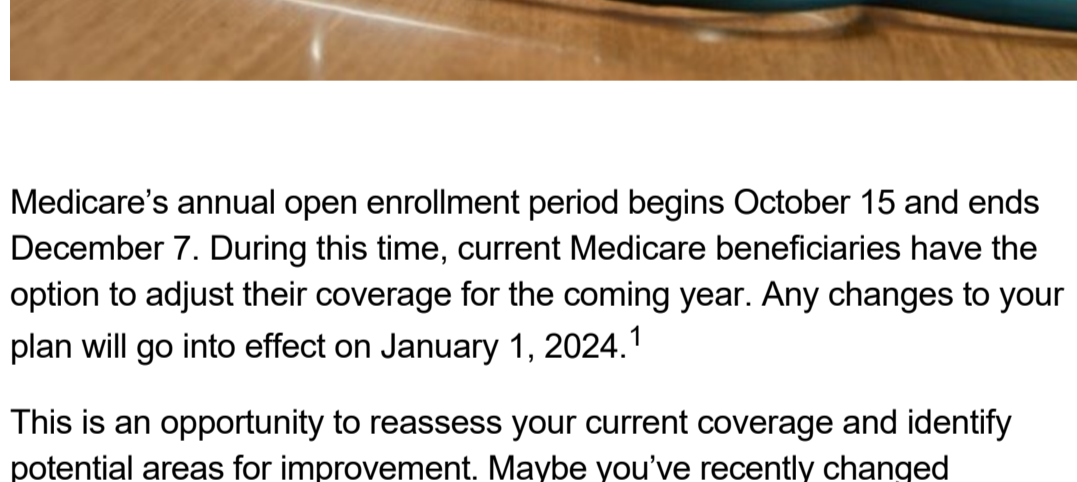 Medicare’s annual open enrollment period begins October 15 and ends
December 7. During this time, current Medicare beneficiaries have the
option to adjust their coverage for the coming year. Any changes to your
plan will go into effect on January 1, 2024.¹
This is an opportunity to reassess your current coverage and identify
potential areas for improvement. Maybe you’ve recently changed